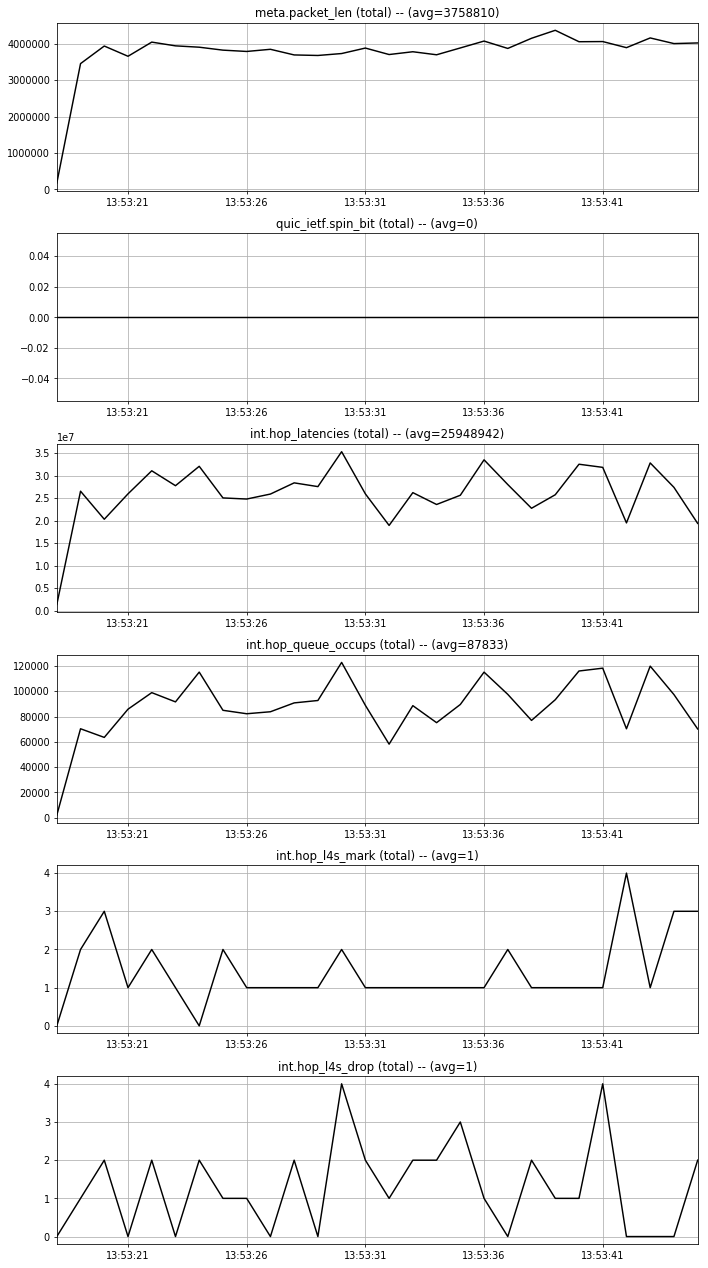 meta.packet_len (total) -- (avg=3758810)
4000000
3000000
2000000
1000000
0
13:53:21 13:53:26 13:53:31 13:53:36 13:53:41
quic_ietf.spin_bit (total) -- (avg=0)
0.04
0.02
0.00
−0.02
−0.04
13:53:21 13:53:26 13:53:31 13:53:36 13:53:41
int.hop_latencies (total) -- (avg=25948942)
1e7
3.5
3.0
2.5
2.0
1.5
1.0
0.5
0.0
13:53:21 13:53:26 13:53:31 13:53:36 13:53:41
int.hop_queue_occups (total) -- (avg=87833)
120000
100000
80000
60000
40000
20000
0
13:53:21 13:53:26 13:53:31 13:53:36 13:53:41
int.hop_l4s_mark (total) -- (avg=1)
4
3
2
1
0
13:53:21 13:53:26 13:53:31 13:53:36 13:53:41
int.hop_l4s_drop (total) -- (avg=1)
4
3
2
1
0
13:53:21 13:53:26 13:53:31 13:53:36 13:53:41